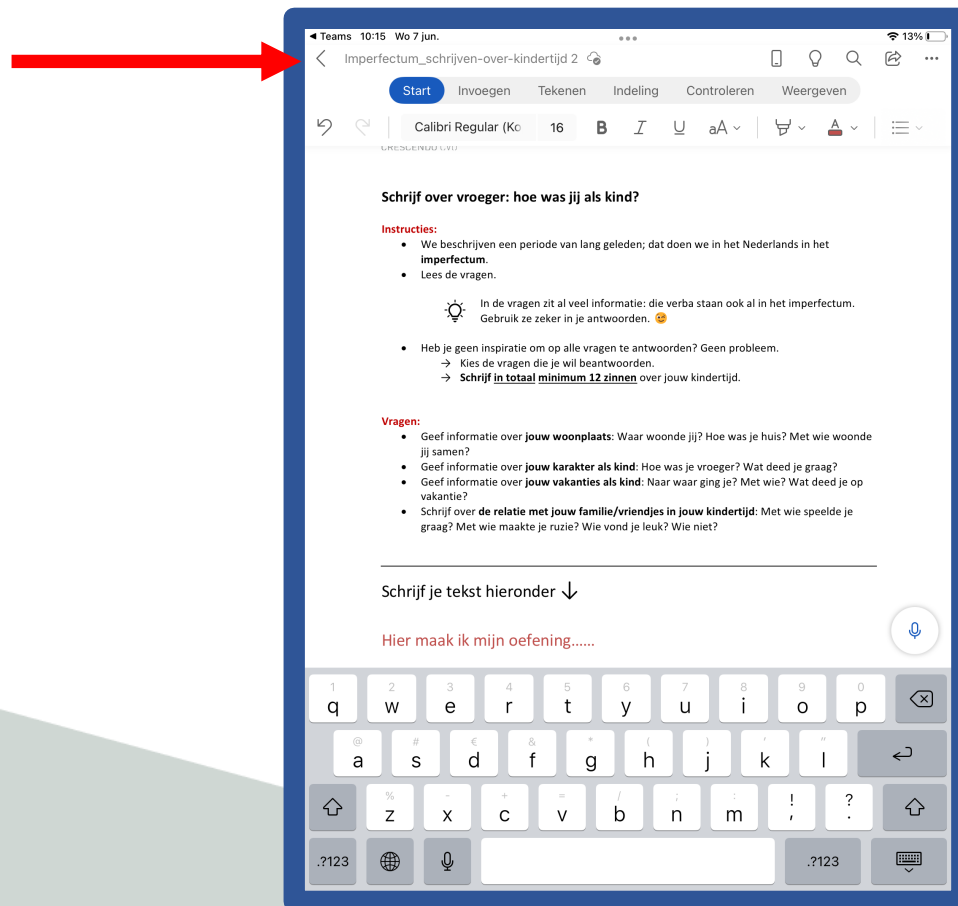 ◄ Teams 10:15 Wo 7 jun. 13%
Imperfectum_schrijven-over-kindertijd 2
Start Invoegen Tekenen Indeling Controleren Weergeven
Calibri Regular (Ko 16 B I U aA A
Schrijf over vroeger: hoe was jij als kind?
Instructies:
• We beschrijven een periode van lang geleden; dat doen we in het Nederlands in het
imperfectum.
• Lees de vragen.
In de vragen zit al veel informatie: die verba staan ook al in het imperfectum.
Gebruik ze zeker in je antwoorden. 😉
• Heb je geen inspiratie om op alle vragen te antwoorden? Geen probleem.
→ Kies de vragen die je wil beantwoorden.
→ Schrijf in totaal minimum 12 zinnen over jouw kindertijd.
Vragen:
• Geef informatie over jouw woonplaats: Waar woonde jij? Hoe was je huis? Met wie woonde
jij samen?
• Geef informatie over jouw karakter als kind: Hoe was je vroeger? Wat deed je graag?
• Geef informatie over jouw vakanties als kind: Naar waar ging je? Met wie? Wat deed je op
vakantie?
• Schrijf over de relatie met jouw familie/vriendjes in jouw kindertijd: Met wie speelde je
graag? Met wie maakte je ruzie? Wie vond je leuk? Wie niet?
Schrijf je tekst hieronder ↓
Hier maak ik mijn oefening......
1 2 3 4 5 6 7 8 9 0
q w e r t y u i o p
@ # € & * ( ) ' "
a s d f g h j k l
% - + = / ; : ! ?
z x c v b n m , .
.?123 .?123